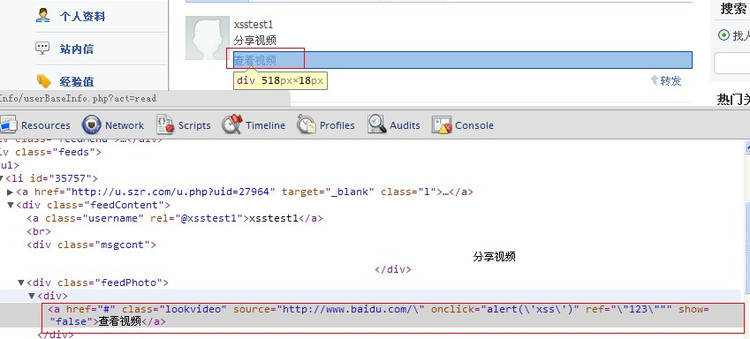 个人资料
站内信
经验值
xsstest1
分享视频
查看视频
div 518px×18px
转发
搜索
找人
热门关
Info/userBaseInfo.php?act=read
Resources Network Scripts Timeline Profiles Audits Console
iv class="feeds">
ul>
<li id="35757">
<a href="http://u.szr.com/u.php?uid=27964" target="_blank" class="l">…</a>
<div class="feedContent">
<a class="username" rel="@xsstest1">xsstest1</a>
<br>
<div class="msgcont">
分享视频
</div>
<div class="feedPhoto">
<div>
<a href="#" class="lookvideo" source="http://www.baidu.com/\" onclick="alert(\'xss\')" ref="\"123\""" show=
"false">查看视频</a>
</div>